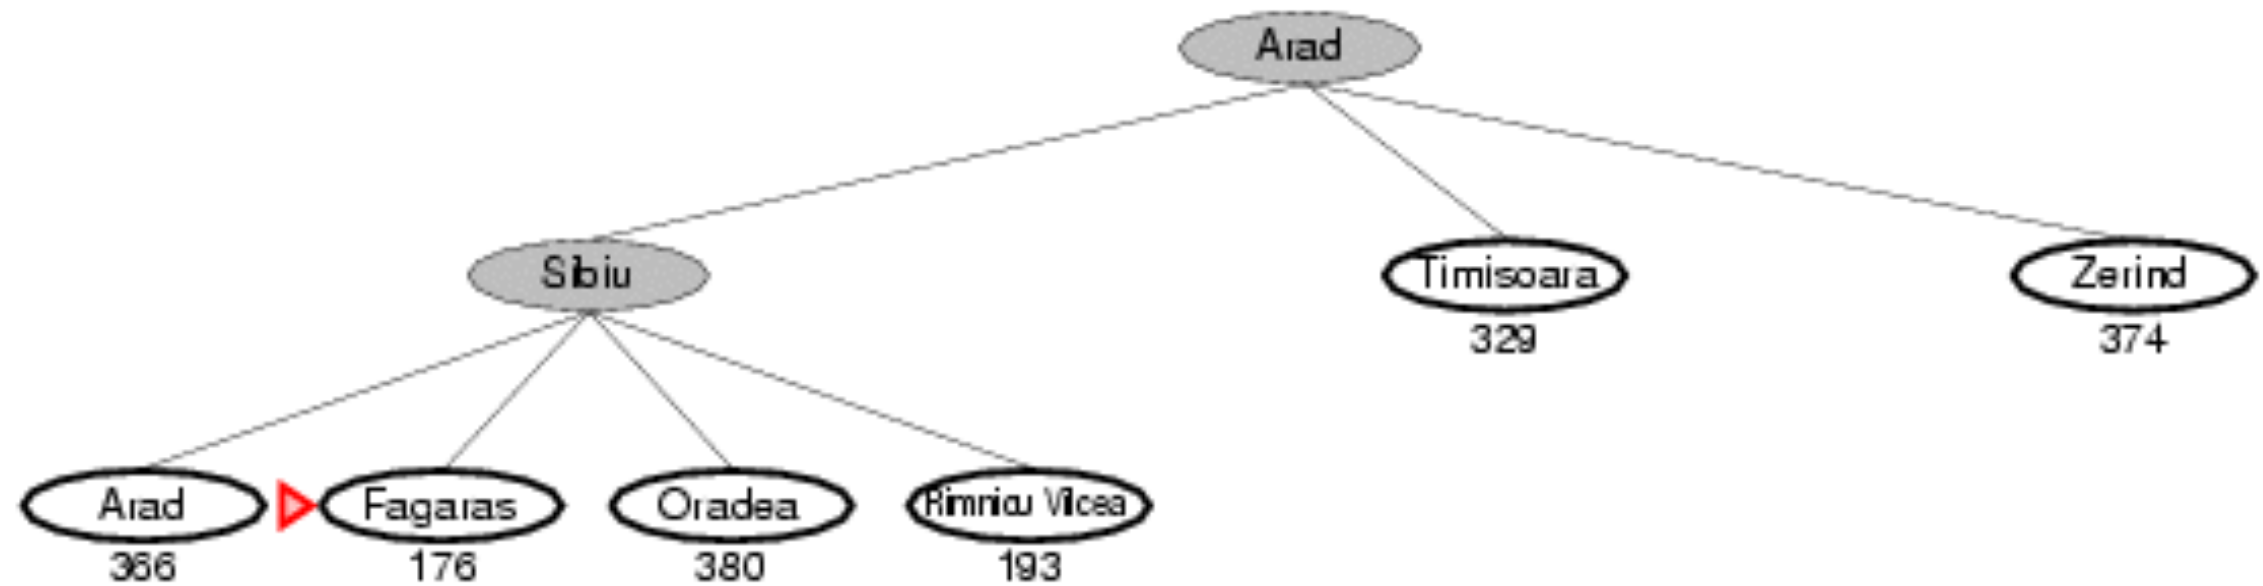 Arad
Sibiu
Timisoara
Zerind
329
374
Arad
Fagaras
Oradea
Rimnicu Vilcea
366
176
380
193